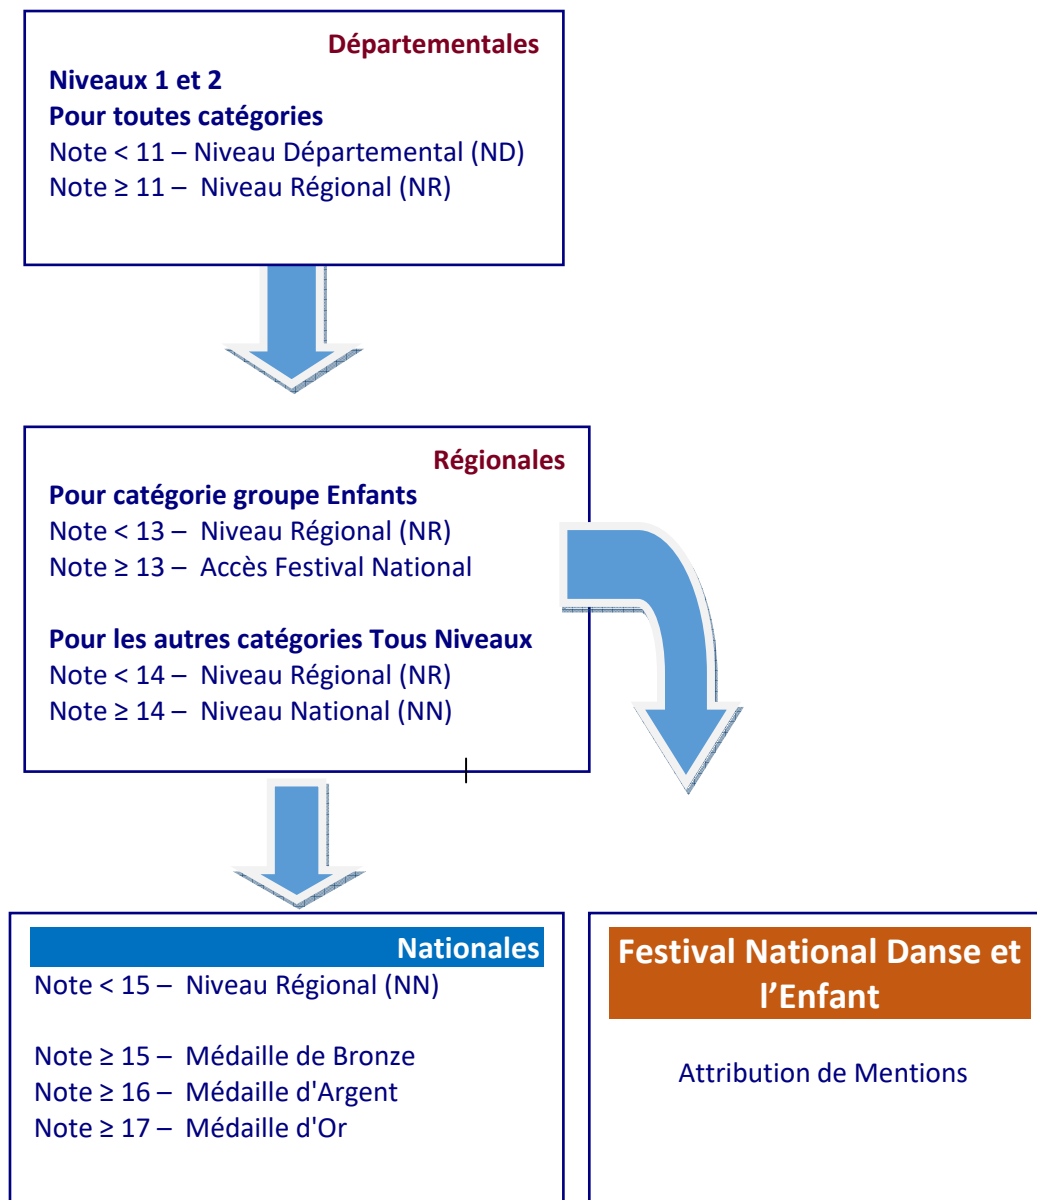 Départementales
Niveaux 1 et 2
Pour toutes catégories
Note < 11 – Niveau Départemental (ND)
Note ≥ 11 – Niveau Régional (NR)
Régionales
Pour catégorie groupe Enfants
Note < 13 – Niveau Régional (NR)
Note ≥ 13 – Accès Festival National
Pour les autres catégories Tous Niveaux
Note < 14 – Niveau Régional (NR)
Note ≥ 14 – Niveau National (NN)
Nationales
Note < 15 – Niveau Régional (NN)
Note ≥ 15 – Médaille de Bronze
Note ≥ 16 – Médaille d'Argent
Note ≥ 17 – Médaille d'Or
Festival National Danse et
l’Enfant
Attribution de Mentions